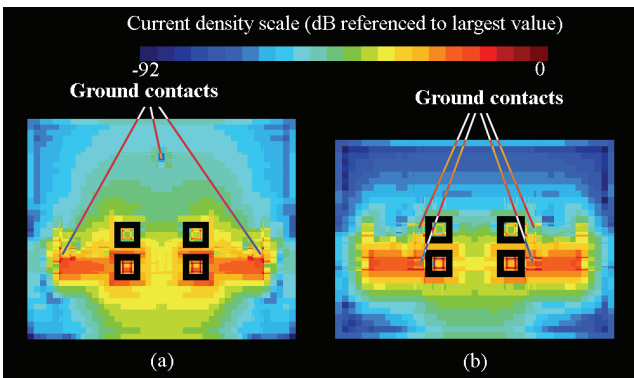 Current density scale (dB referenced to largest value)
-92
0
Ground contacts
Ground contacts
(a)
(b)